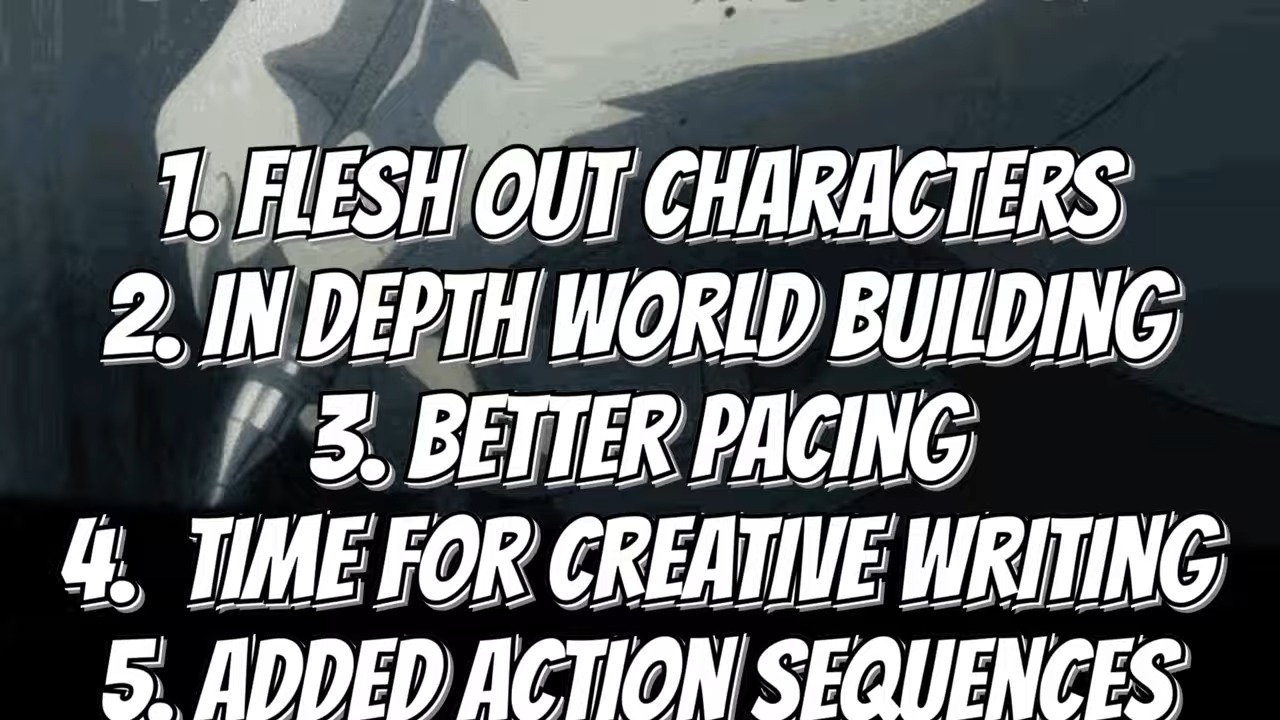 1. FLESH OUT CHARACTERS
2. IN DEPTH WORLD BUILDING
3. BETTER PACING
4. TIME FOR CREATIVE WRITING
5. ADDED ACTION SEQUENCES